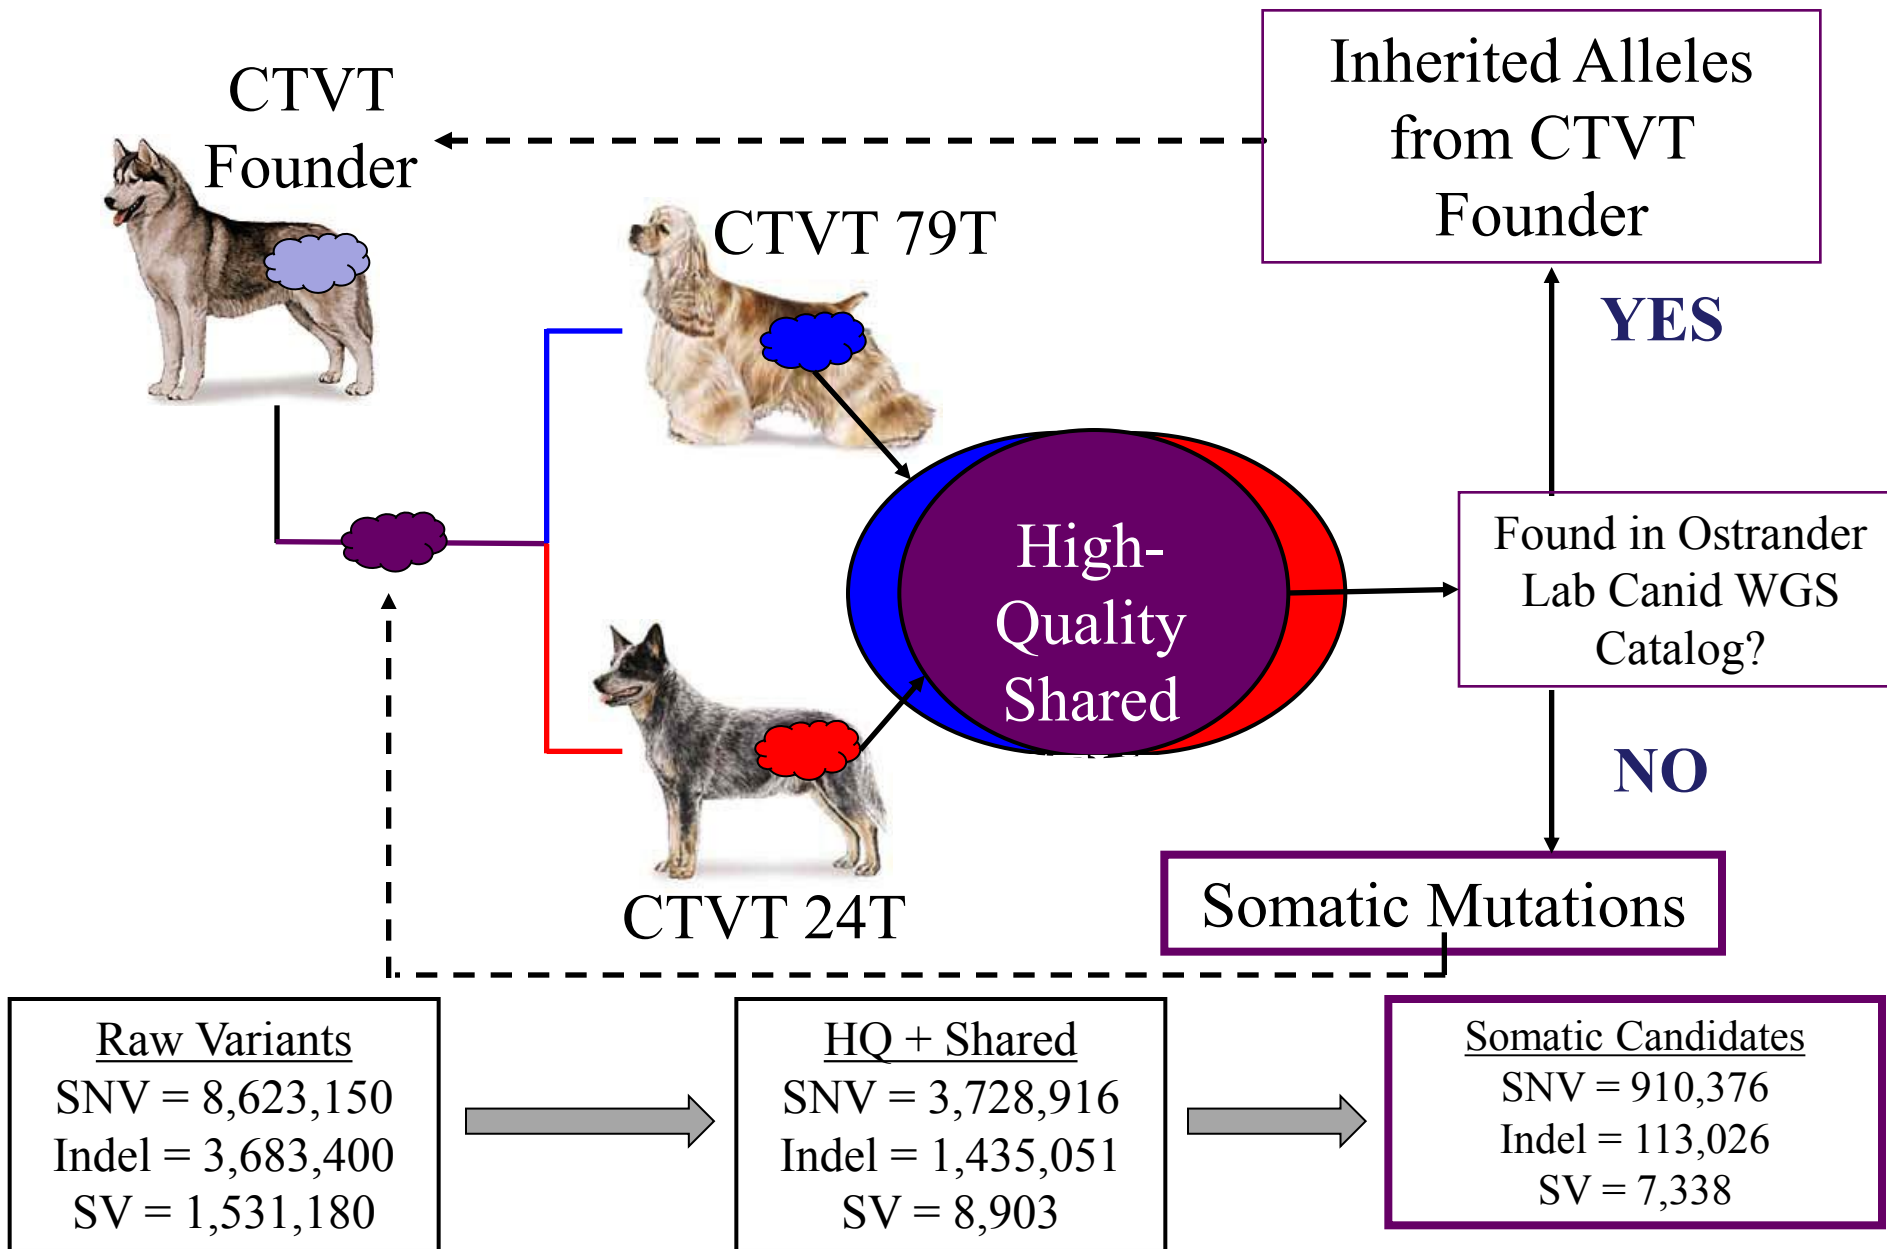 CTVT
Founder
CTVT 79T
Inherited Alleles
from CTVT
Founder
YES
High-
Quality
Shared
Found in Ostrander
Lab Canid WGS
Catalog?
NO
CTVT 24T
Somatic Mutations
Raw Variants
SNV = 8,623,150
Indel = 3,683,400
SV = 1,531,180
HQ + Shared
SNV = 3,728,916
Indel = 1,435,051
SV = 8,903
Somatic Candidates
SNV = 910,376
Indel = 113,026
SV = 7,338